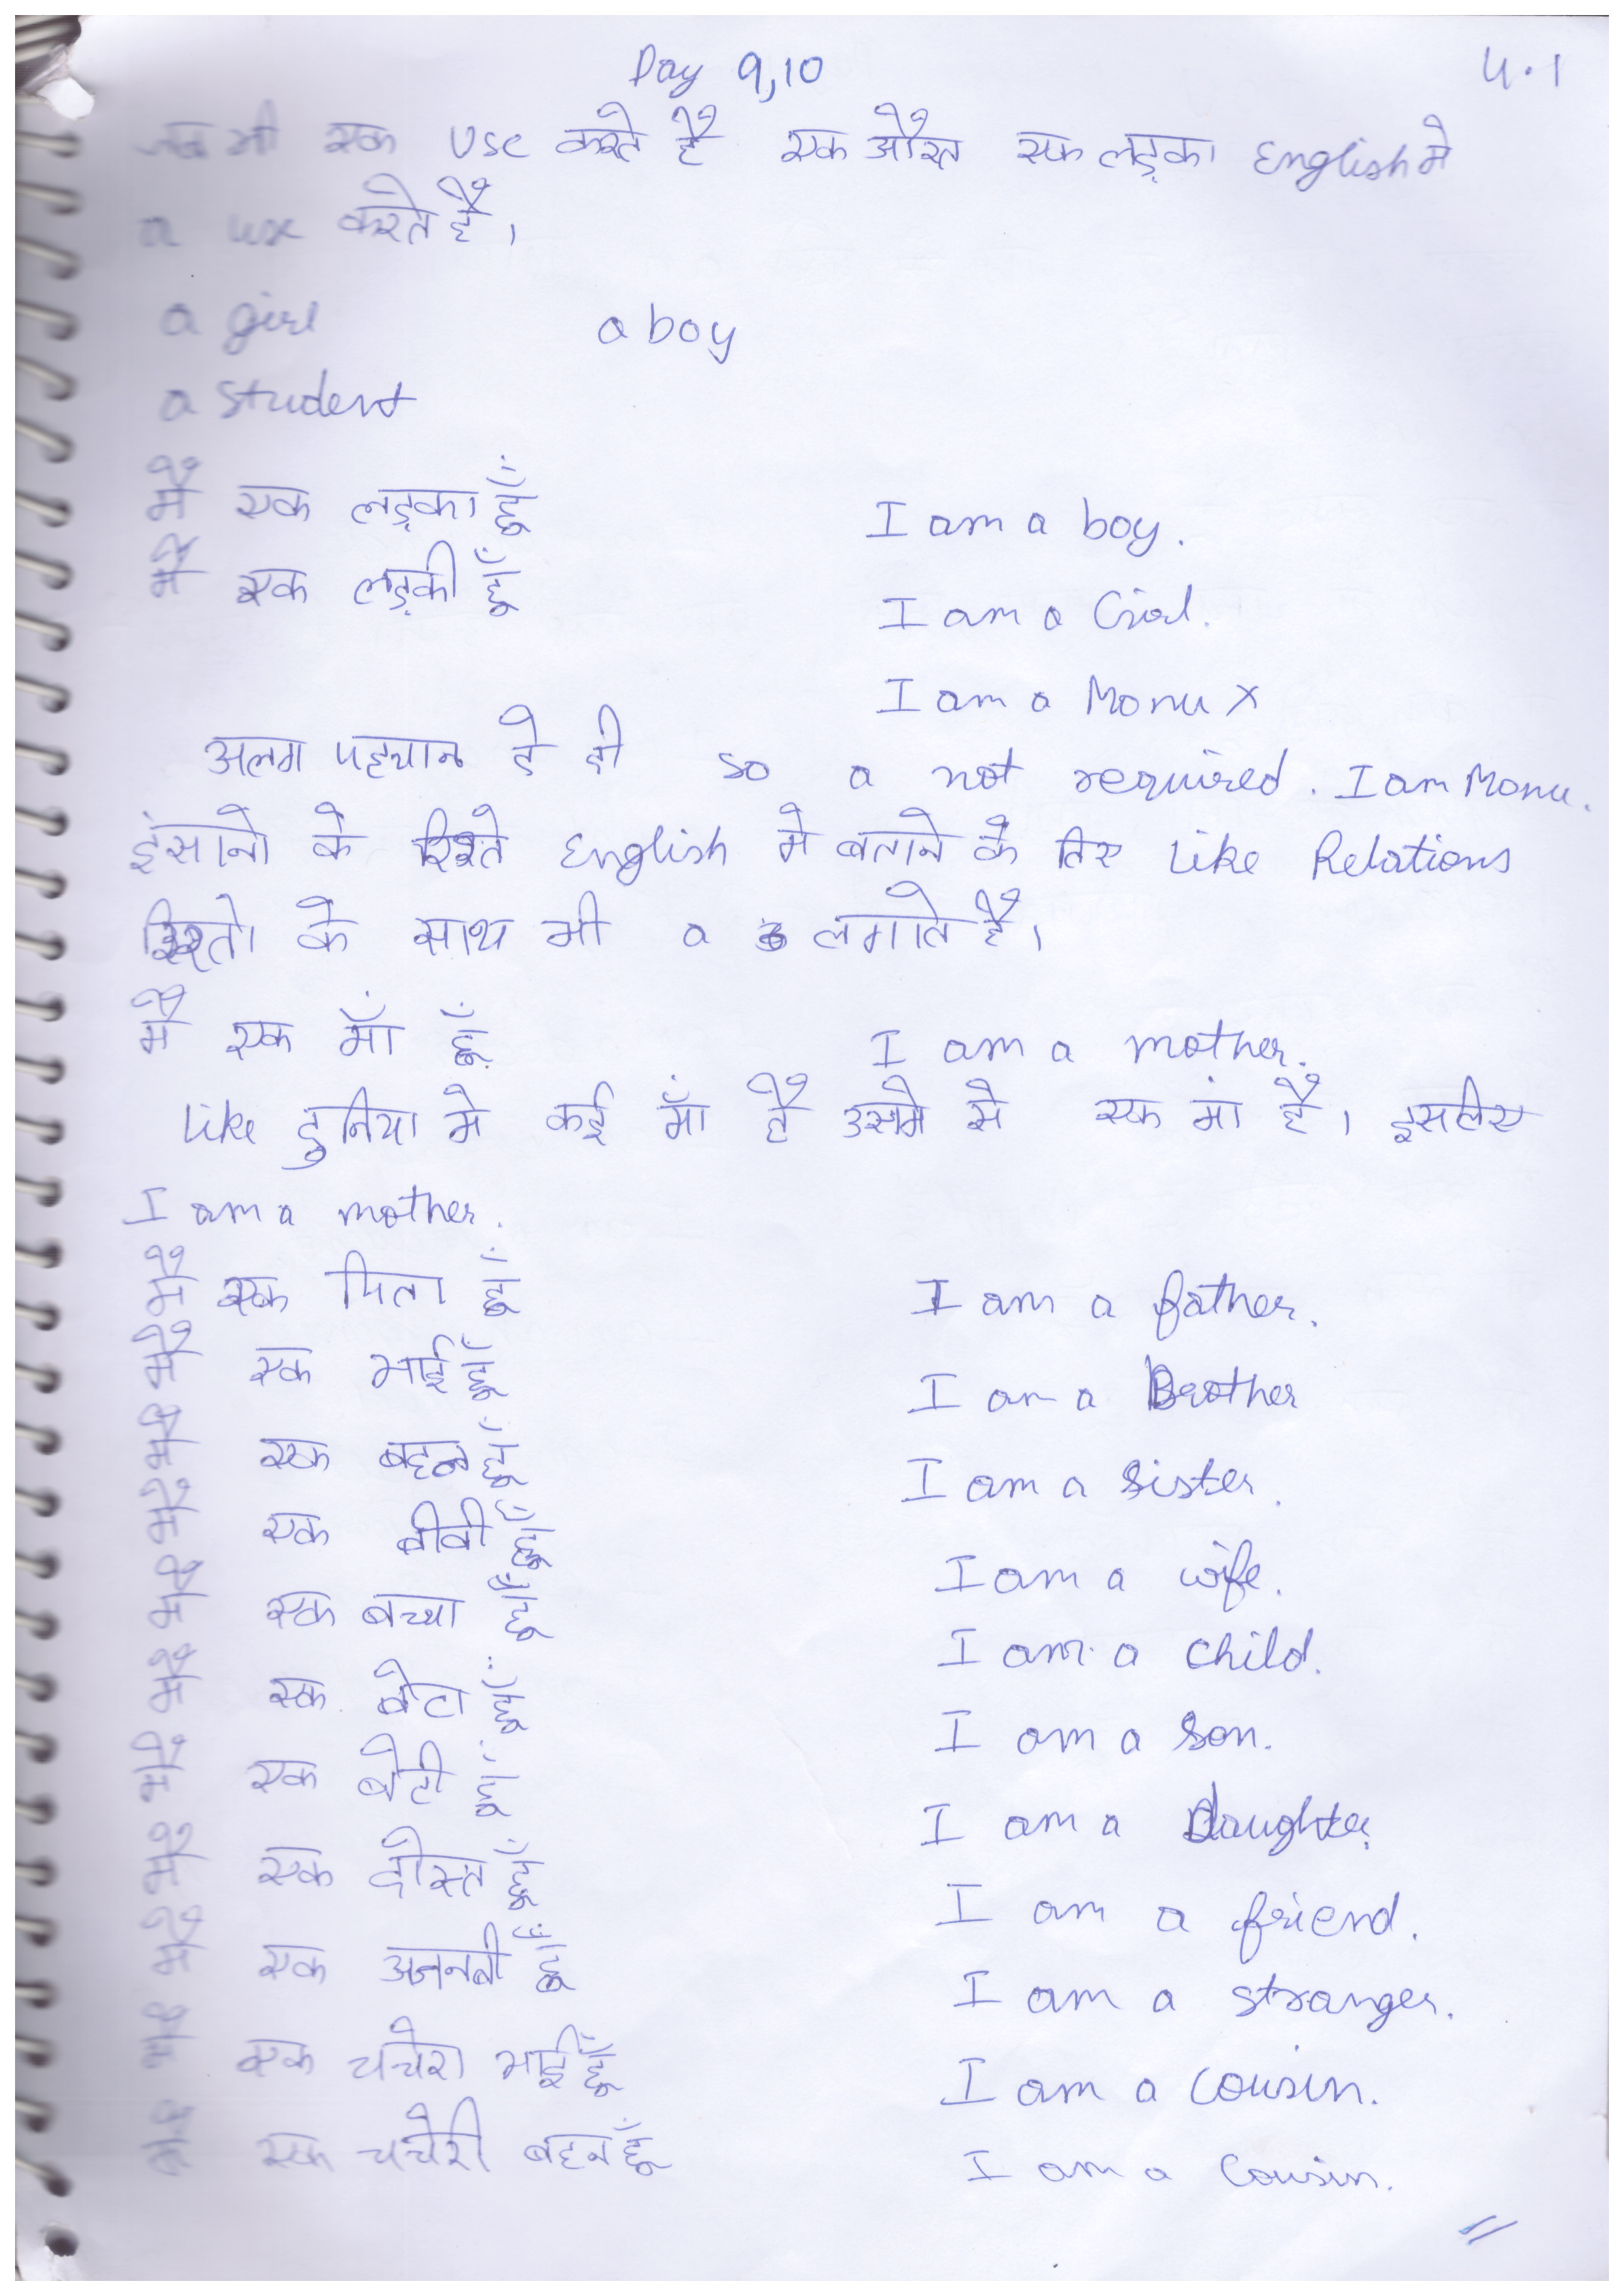 Day 9,10 4.1
जब भी एक use करते है एक औरत एक लड़का English मे
a use करते है।
a girl a boy
a student
मै एक लड़का हूँ I am a boy.
मै एक लड़की हूँ I am a Girl.
I am a Monu x
अलग पहचान दे दी so a not required. I am Monu.
इंसानो के रिश्ते English मे बताने के लिए like Relations
रिश्तो के साथ भी a लगाते है।
मै एक माँ हूँ I am a mother.
like दुनिया मे कई माँ है उसमे से एक मां है। इसलिए
I am a mother.
मै एक पिता हूँ I am a father.
मै एक भाई हूँ I am a Brother
मै एक बहन हूँ I am a sister.
मै एक बीवी हूँ I am a wife.
मै एक बच्चा हूँ I am a child.
मै एक बेटा हूँ I am a son.
मै एक बेटी हूं I am a Daughter.
मै एक दोस्त हूँ I am a friend.
मै एक अजनबी हूँ I am a stranger.
मै एक चचेरा भाई हूँ I am a cousin.
मै एक चचेरी बहन हूँ I am a cousin.